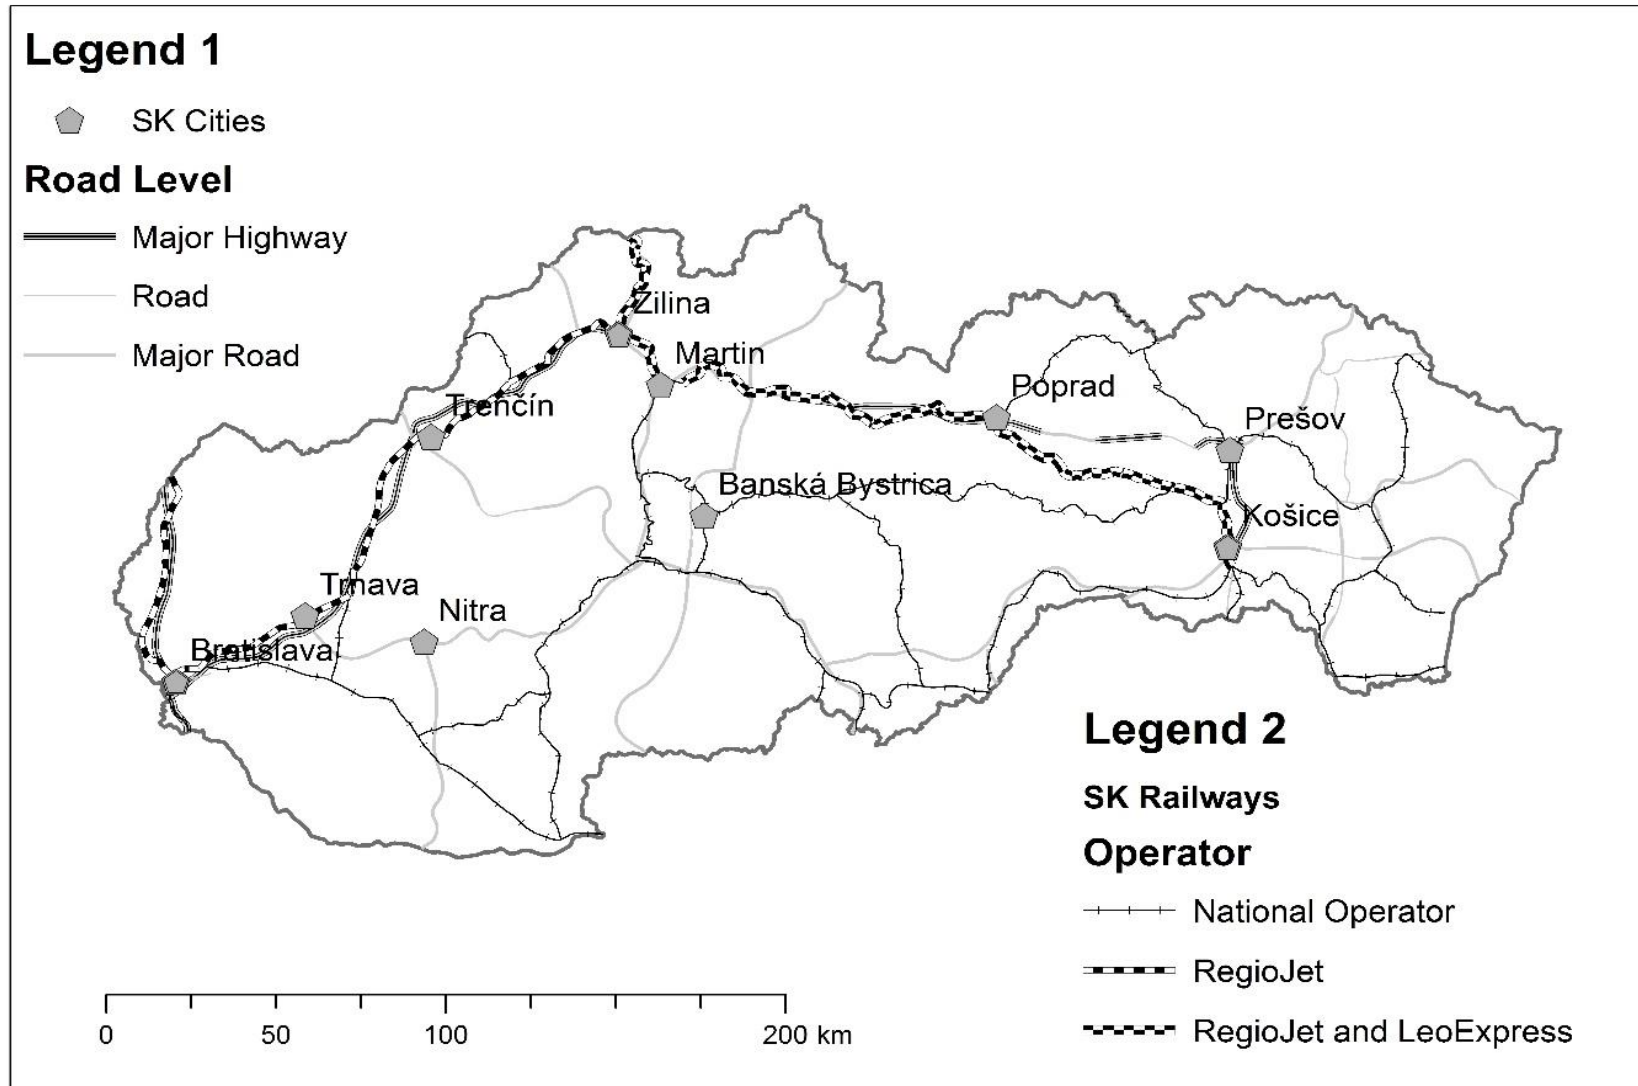 Legend 1
SK Cities
Road Level
Major Highway
Road
Major Road
Žilina
Martin
Trenčín
Poprad
Prešov
Banská Bystrica
Košice
Trnava
Nitra
Bratislava
Legend 2
SK Railways
Operator
National Operator
RegioJet
RegioJet and LeoExpress
0 50 100 200 km